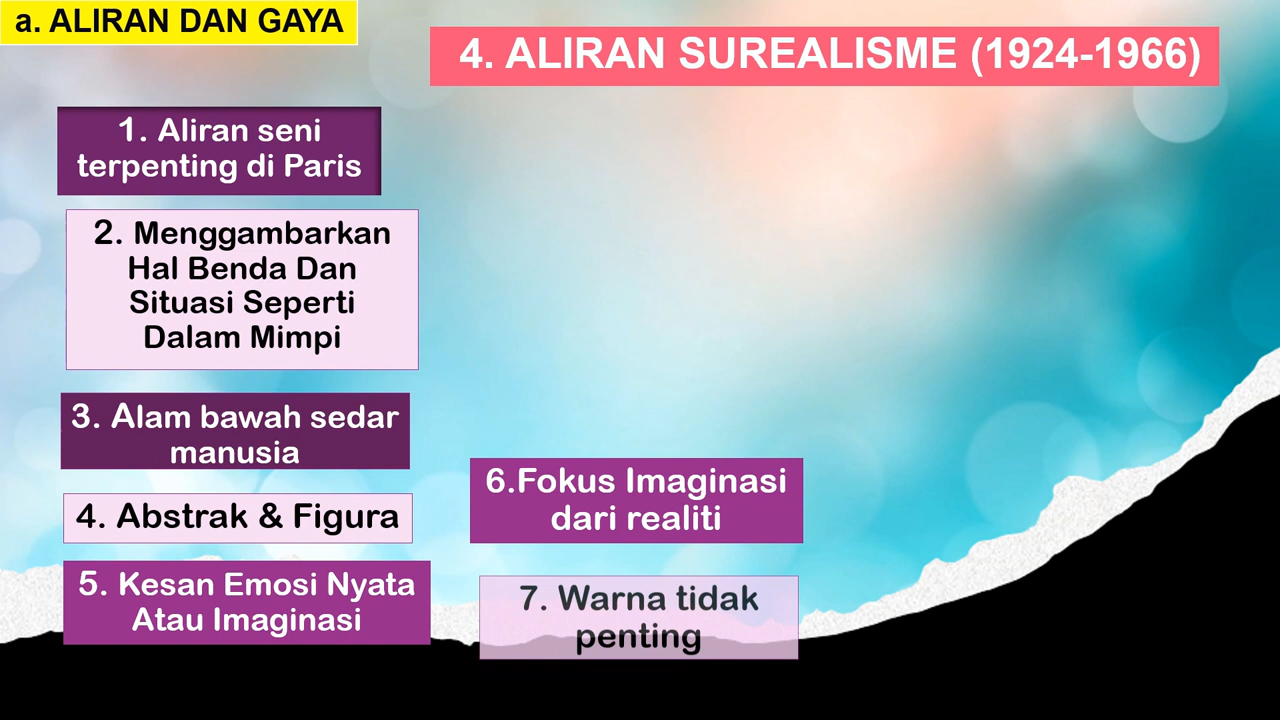 a. ALIRAN DAN GAYA
4. ALIRAN SUREALISME (1924-1966)
1. Aliran seni
terpenting di Paris
2. Menggambarkan
Hal Benda Dan
Situasi Seperti
Dalam Mimpi
3. Alam bawah sedar
manusia
4. Abstrak & Figura
5. Kesan Emosi Nyata
Atau Imaginasi
6.Fokus Imaginasi
dari realiti
7. Warna tidak
penting